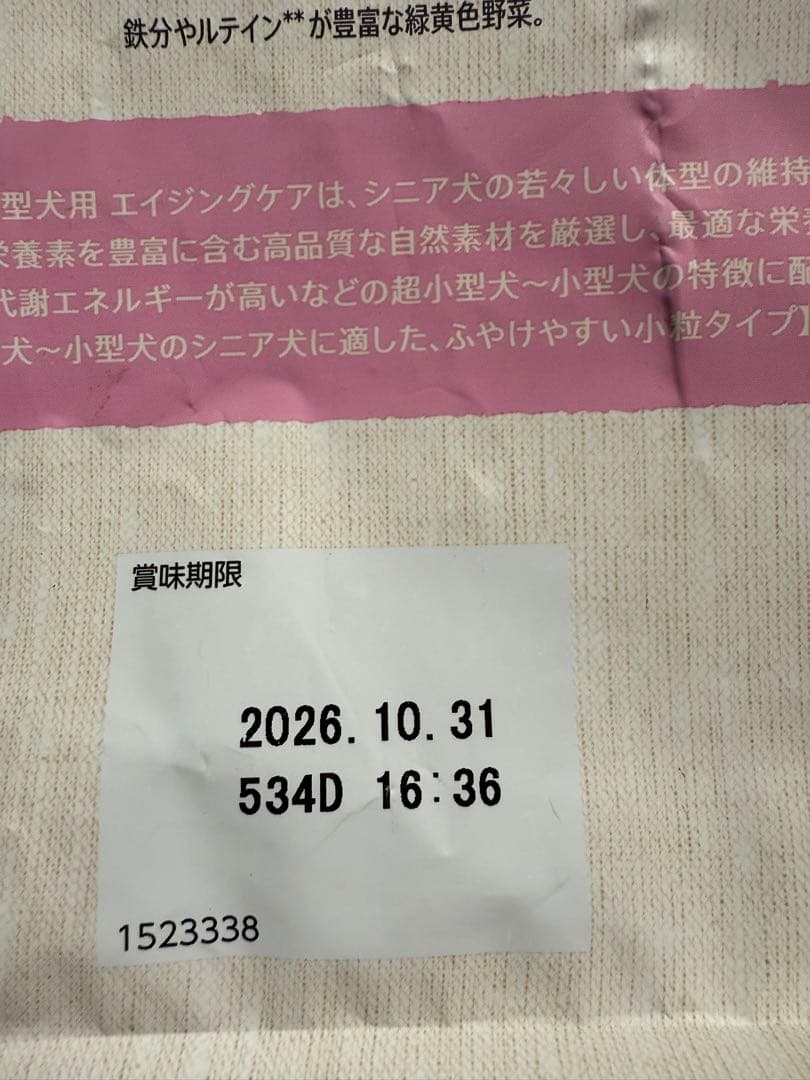 鉄分やルテイン**が豊富な緑黄色野菜。
型犬用 エイジングケアは、シニア犬の若々しい体型の維持
養素を豊富に含む高品質な自然素材を厳選し、最適な栄
代謝エネルギーが高いなどの超小型犬〜小型犬の特徴に配
犬〜小型犬のシニア犬に適した、ふやけやすい小粒タイプ】
賞味期限
2026.10.31
534D 16:36
1523338